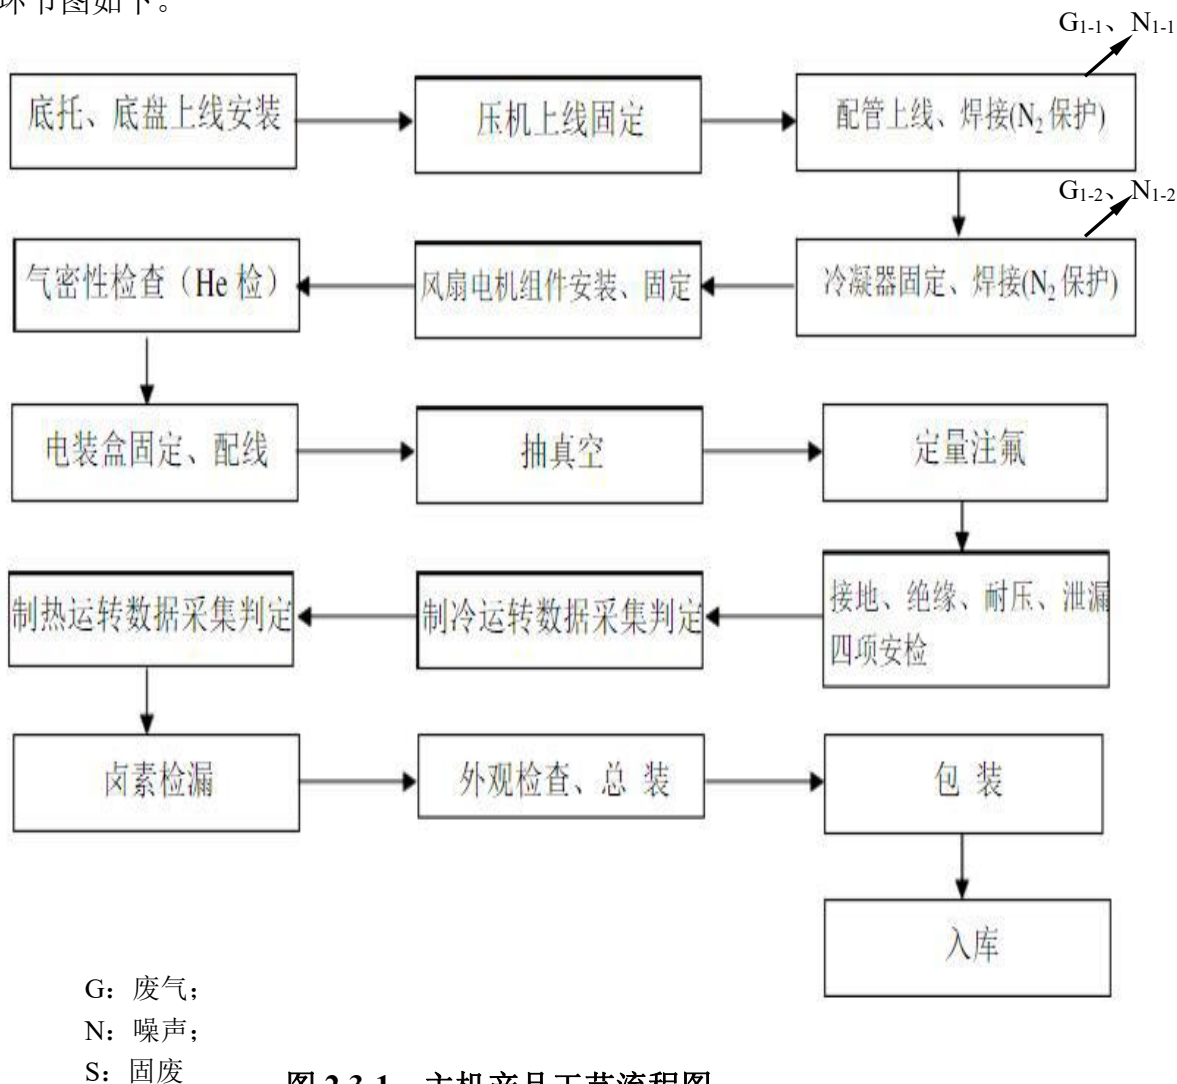 环节图如下。
G1-1、N1-1
底托、底盘上线安装
压机上线固定
配管上线、焊接(N2保护)
G1-2、N1-2
气密性检查（He 检）
风扇电机组件安装、固定
冷凝器固定、焊接(N2保护)
电装盒固定、配线
抽真空
定量注氟
制热运转数据采集判定
制冷运转数据采集判定
接地、绝缘、耐压、泄漏
四项安检
卤素检漏
外观检查、总 装
包 装
入库
G：废气；
N：噪声；
S：固废
图 2.3-1 主机产品工艺流程图